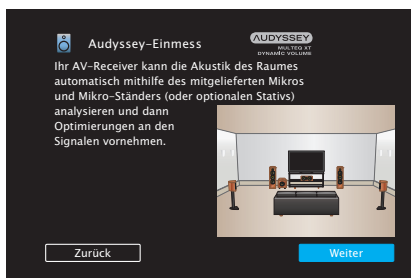 Audyssey-Einmess
AUDYSSEY
MULTEQ XT
DYNAMIC VOLUME
Ihr AV-Receiver kann die Akustik des Raumes
automatisch mithilfe des mitgelieferten Mikros
und Mikro-Ständers (oder optionalen Stativs)
analysieren und dann
Optimierungen an den
Signalen vornehmen.
Zurück
Weiter